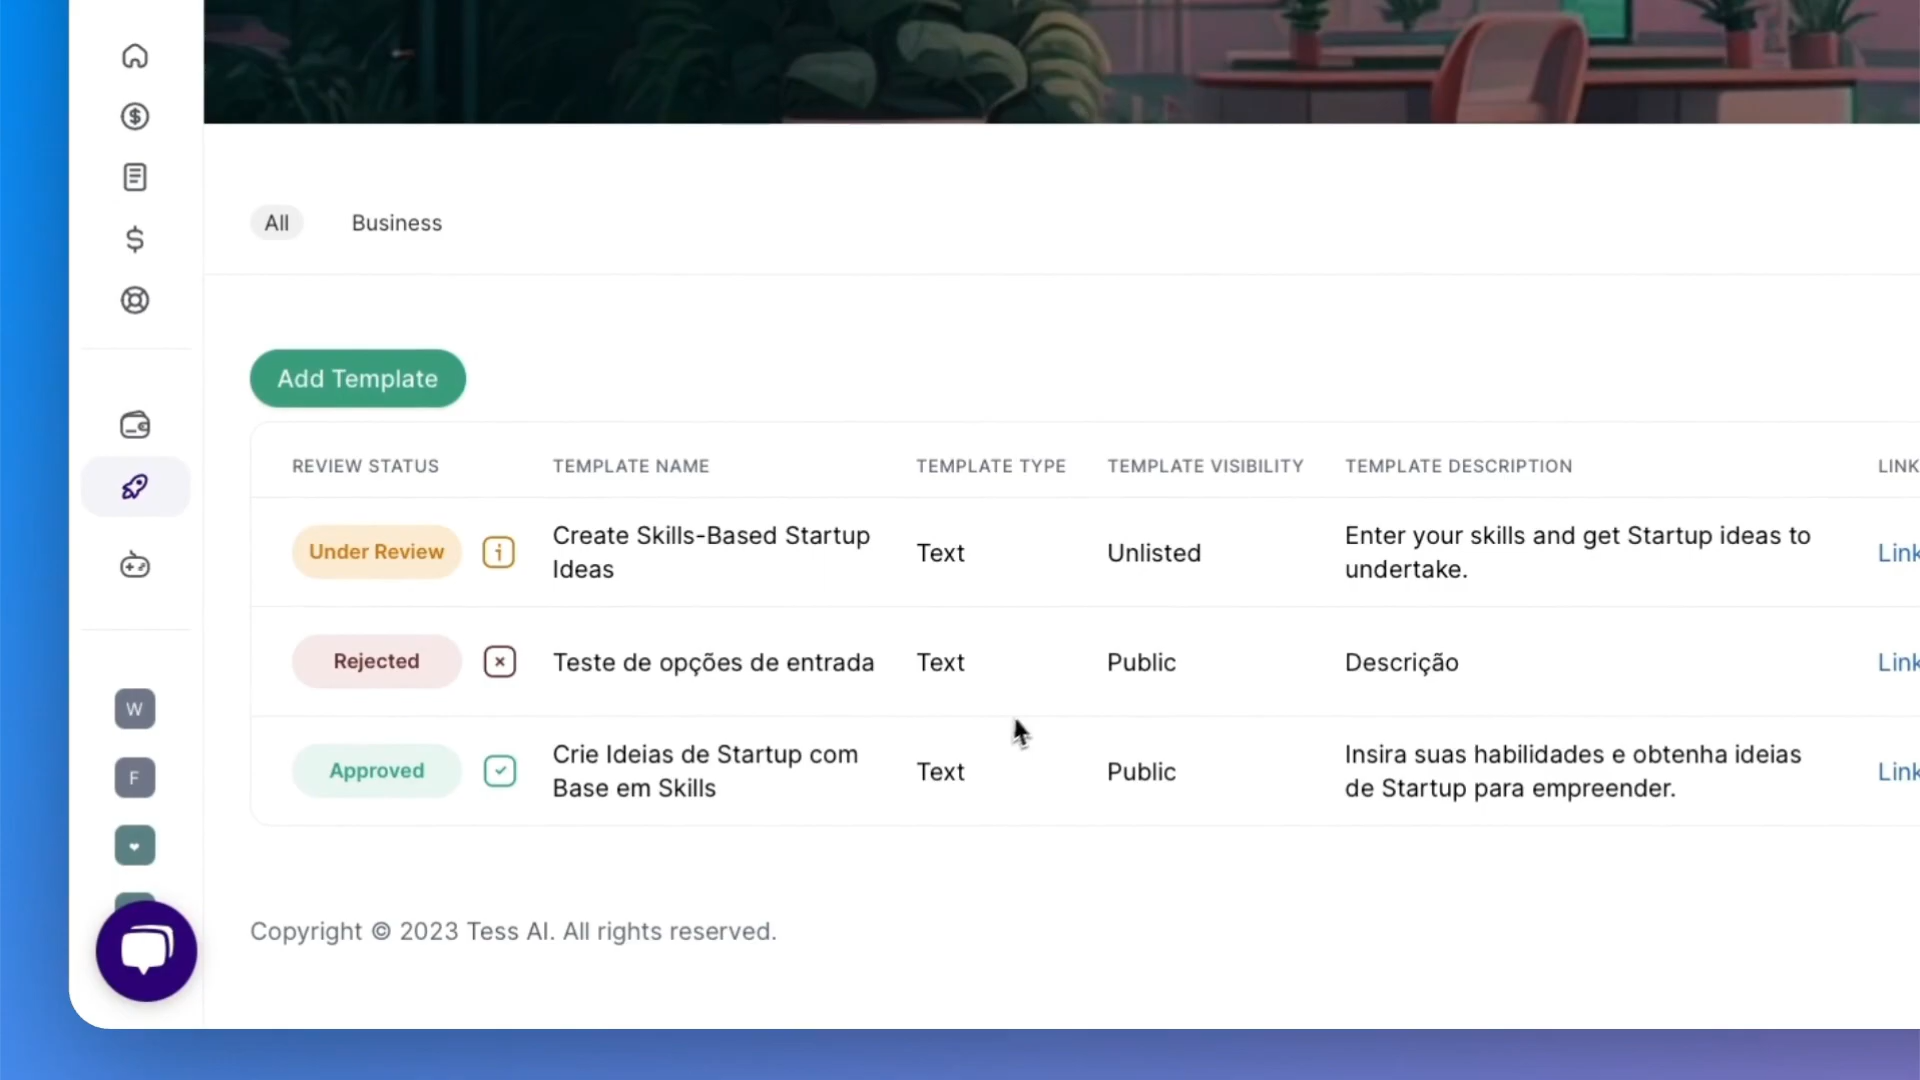 All
Business
Add Template
REVIEW STATUS TEMPLATE NAME TEMPLATE TYPE TEMPLATE VISIBILITY TEMPLATE DESCRIPTION LINK
Under Review
Create Skills-Based Startup
Ideas
Text
Unlisted
Enter your skills and get Startup ideas to
undertake.
Link
Rejected
Teste de opções de entrada
Text
Public
Descrição
Link
Approved
Crie Ideias de Startup com
Base em Skills
Text
Public
Insira suas habilidades e obtenha ideias
de Startup para empreender.
Link
W
F
Copyright © 2023 Tess AI. All rights reserved.